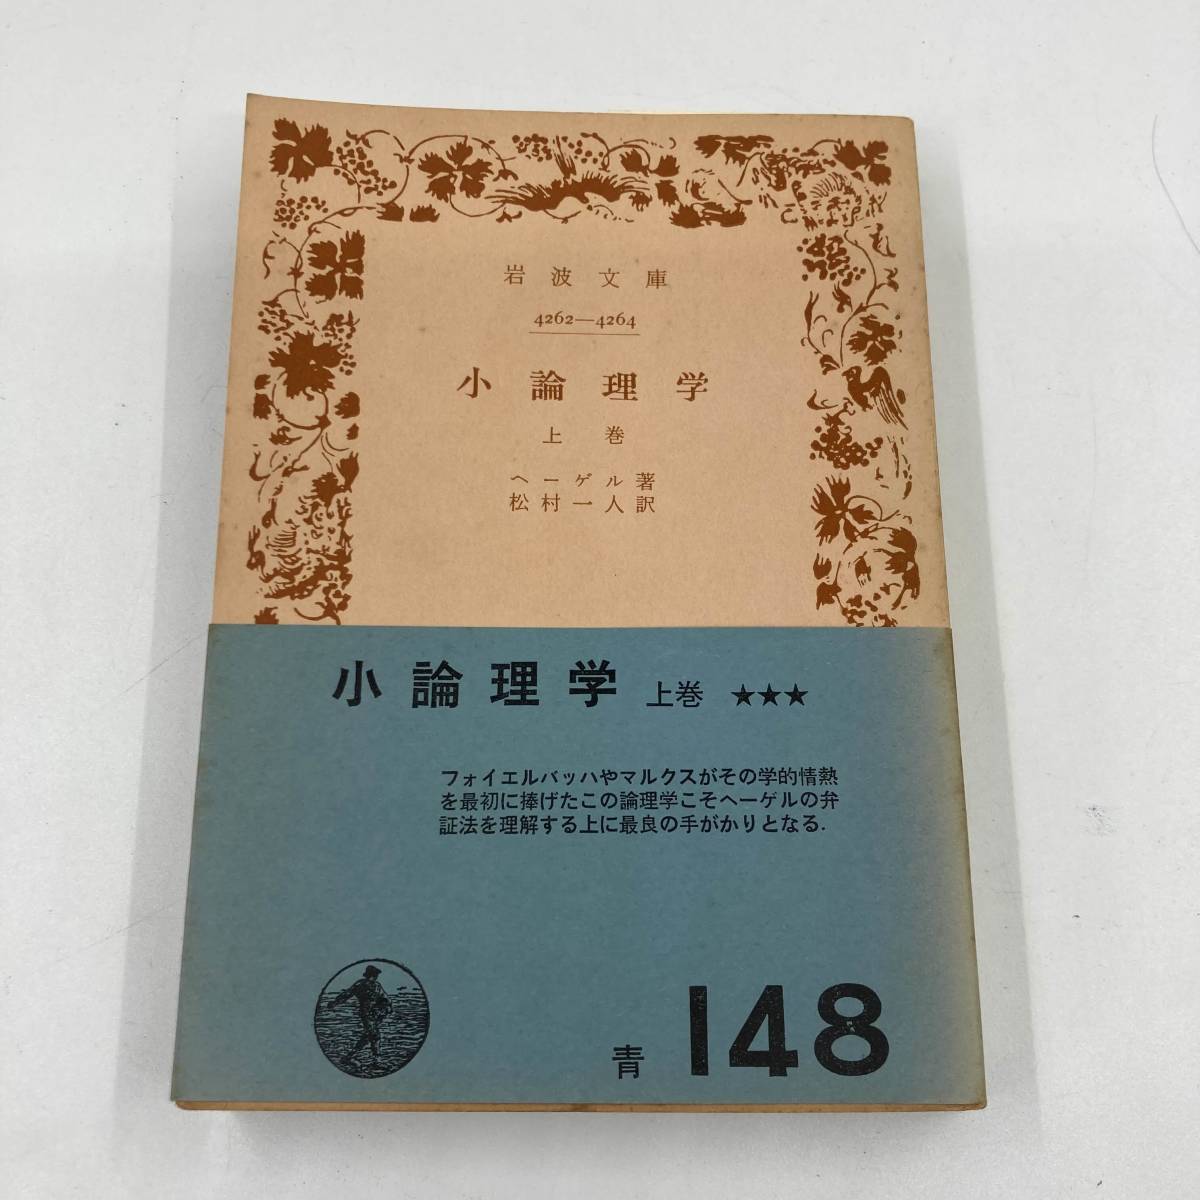 岩波文庫
4262—4264
小論理学
上巻
ヘーゲル著
松村一人訳
小論理学 上巻 ★★★
フォイエルバッハやマルクスがその学的情熱
を最初に捧げたこの論理学こそヘーゲルの弁
証法を理解する上に最良の手がかりとなる.
青 148